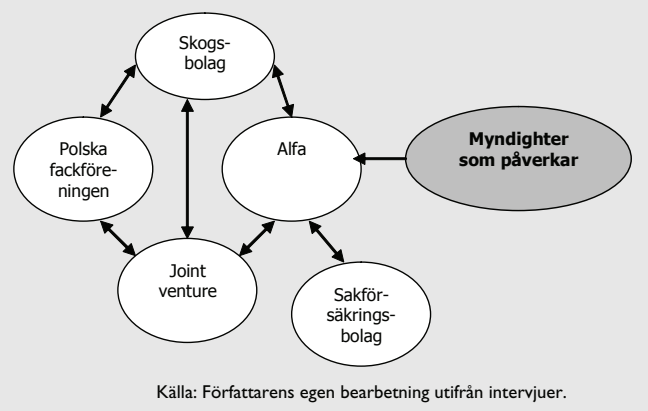 Skogs-
bolag
Polska
fackföre-
ningen
Alfa
Myndighter
som påverkar
Joint
venture
Sakför-
säkrings-
bolag
Källa: Författarens egen bearbetning utifrån intervjuer.